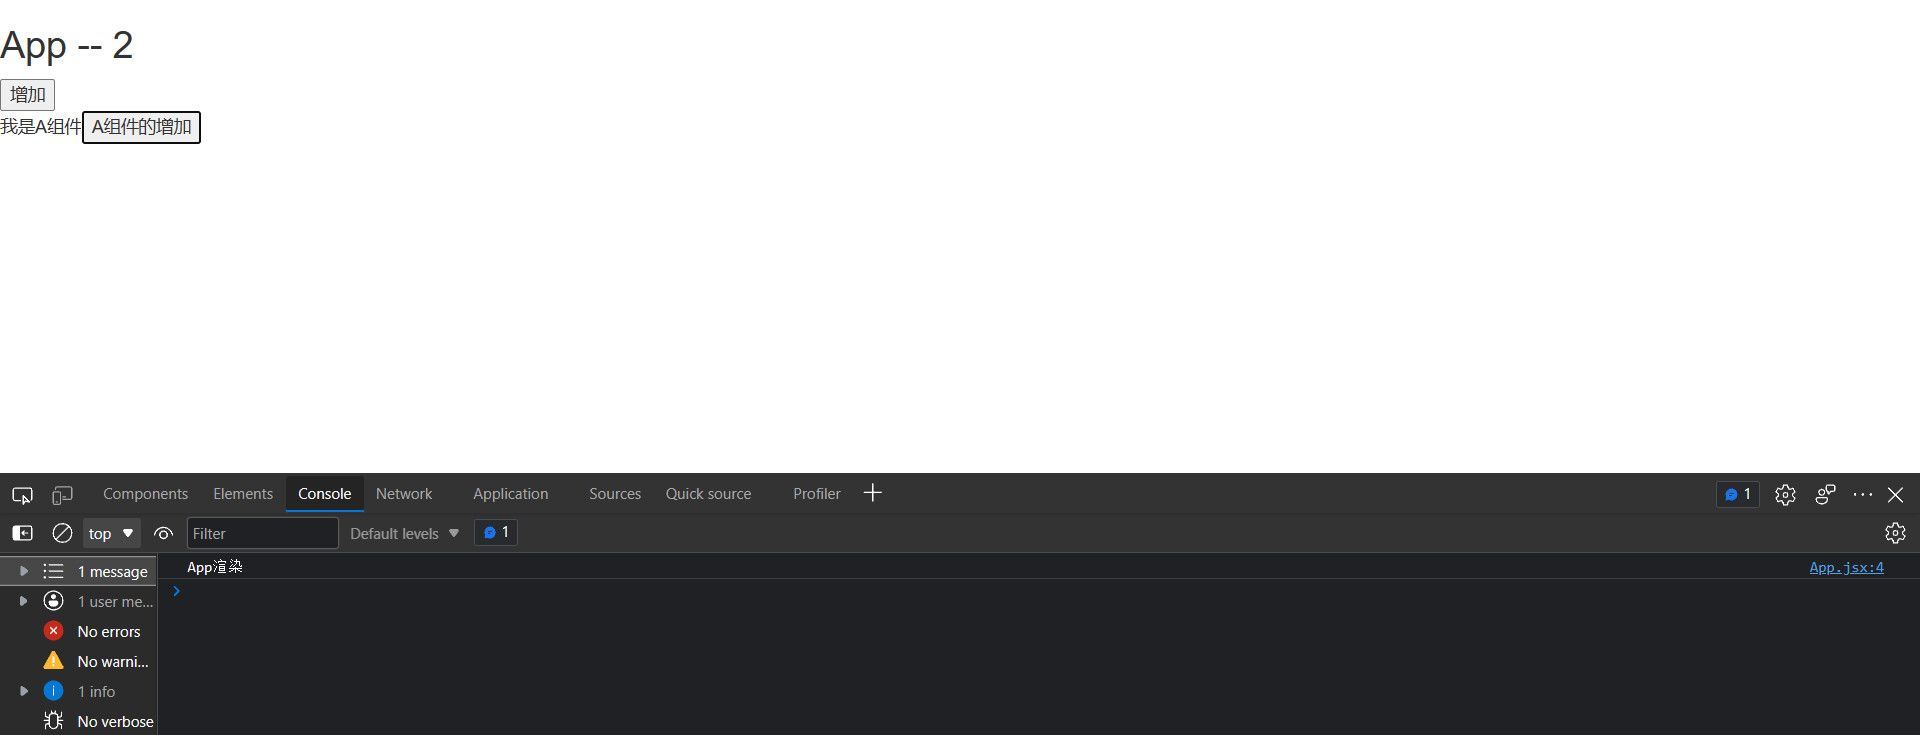 App -- 2
增加
我是A组件 A组件的增加
Components Elements Console Network Application Sources Quick source Profiler 1
top Filter Default levels 1
1 message
App渲染 App.jsx:4
1 user me...
No errors
No warni...
1 info
No verbose